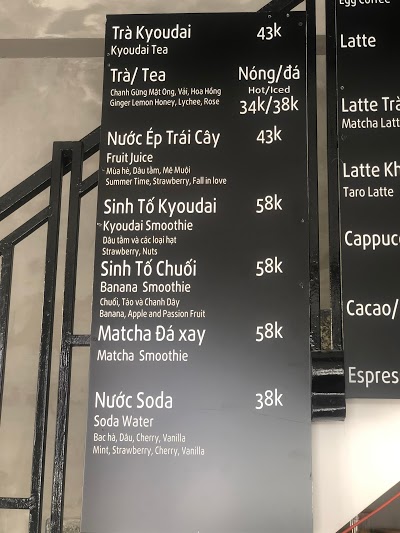 Trà Kyoudai 43k
Kyoudai Tea
Trà/ Tea Nóng/đá
Chanh Gừng Mật Ong, Vải, Hoa Hồng Hot/Iced
Ginger Lemon Honey, Lychee, Rose 34k/38k
Nước Ép Trái Cây 43k
Fruit Juice
Mùa hè, Dâu tằm, Mê Muội
Summer Time, Strawberry, Fall in love
Sinh Tố Kyoudai 58k
Kyoudai Smoothie
Dâu tằm và các loại hạt
Strawberry, Nuts
Sinh Tố Chuối 58k
Banana Smoothie
Chuối, Táo và Chanh Dây
Banana, Apple and Passion Fruit
Matcha Đá xay 58k
Matcha Smoothie
Nước Soda 38k
Soda Water
Bạc hà, Dâu, Cherry, Vanilla
Mint, Strawberry, Cherry, Vanilla
Egg Coffee
Latte
Latte Trà
Matcha Latt
Latte Kh
Taro Latte
Cappucc
Cacao/
Espres